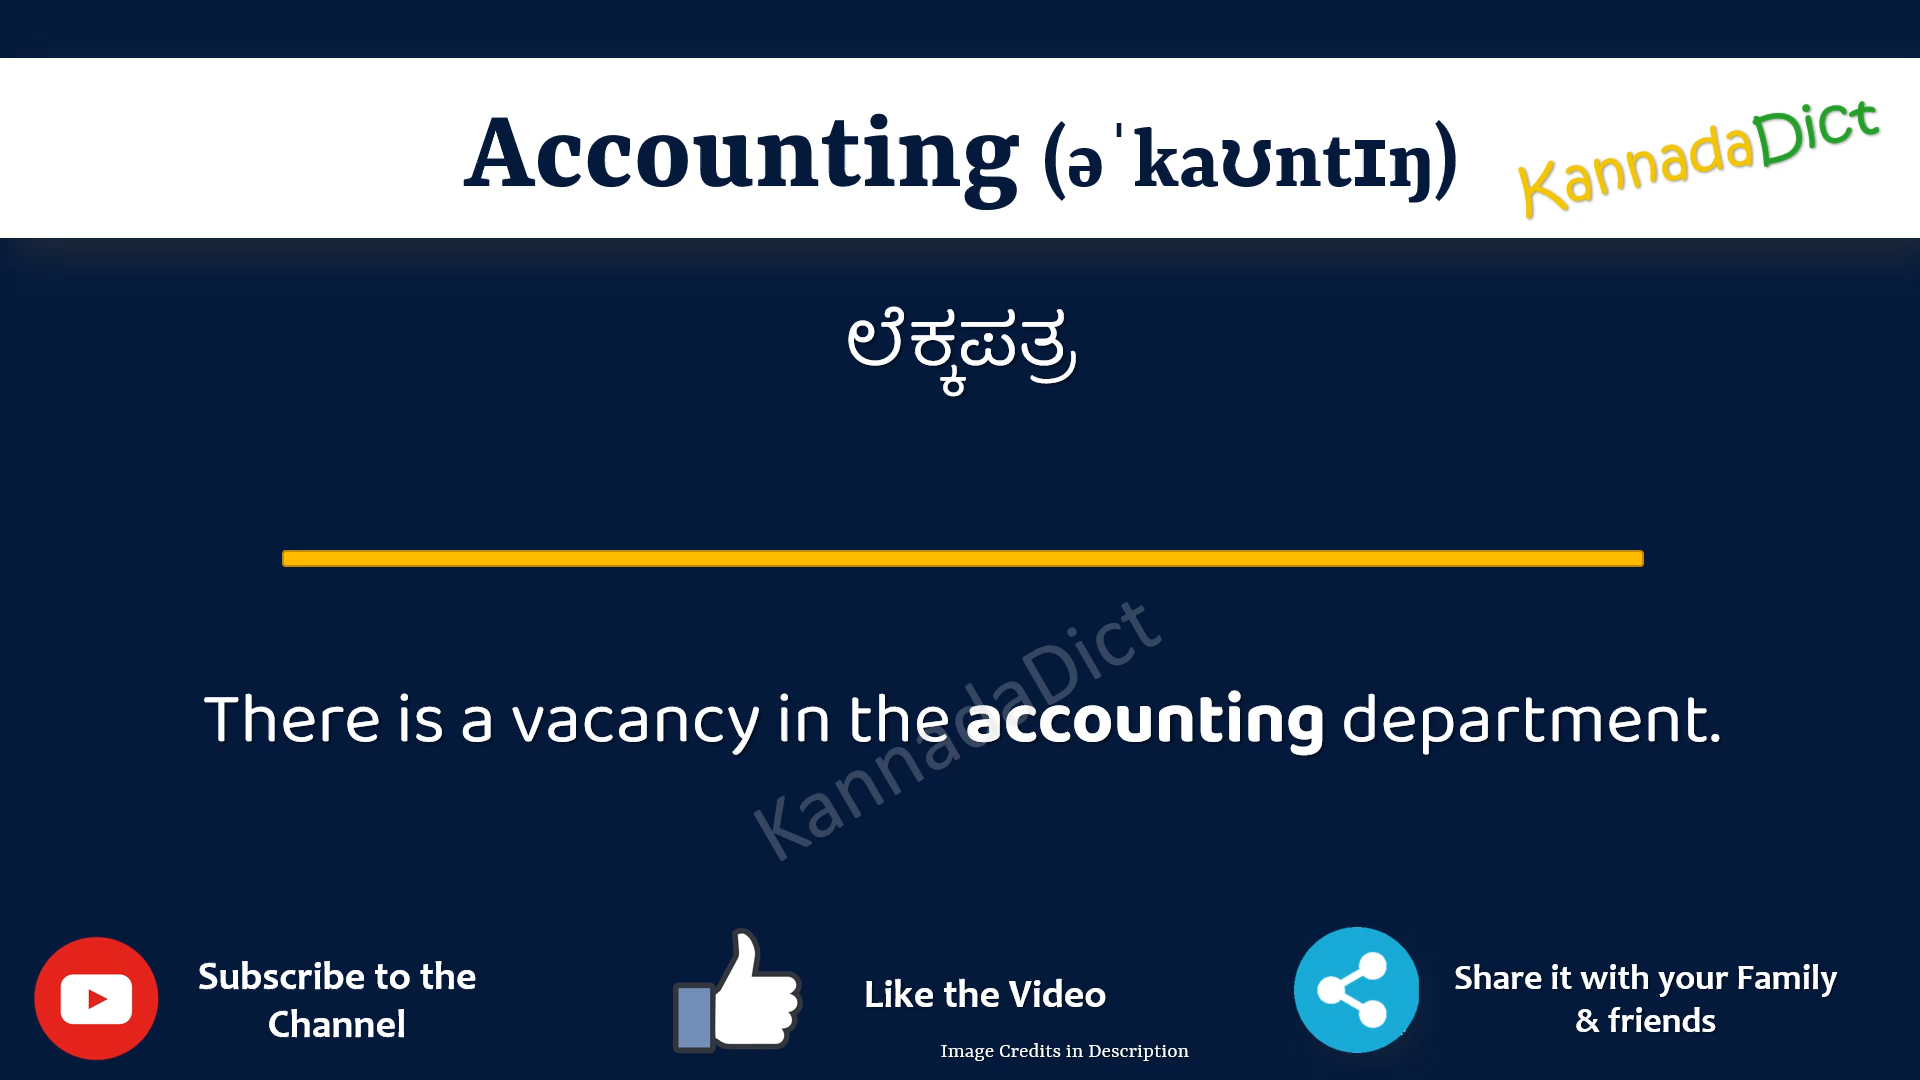 Accounting (əˈkaʊntɪŋ)
KannadaDict
ಲೆಕ್ಕಪತ್ರ
There is a vacancy in the accounting department.
KannadaDict
Subscribe to the
Channel
Like the Video
Share it with your Family
& friends
Image Credits in Description